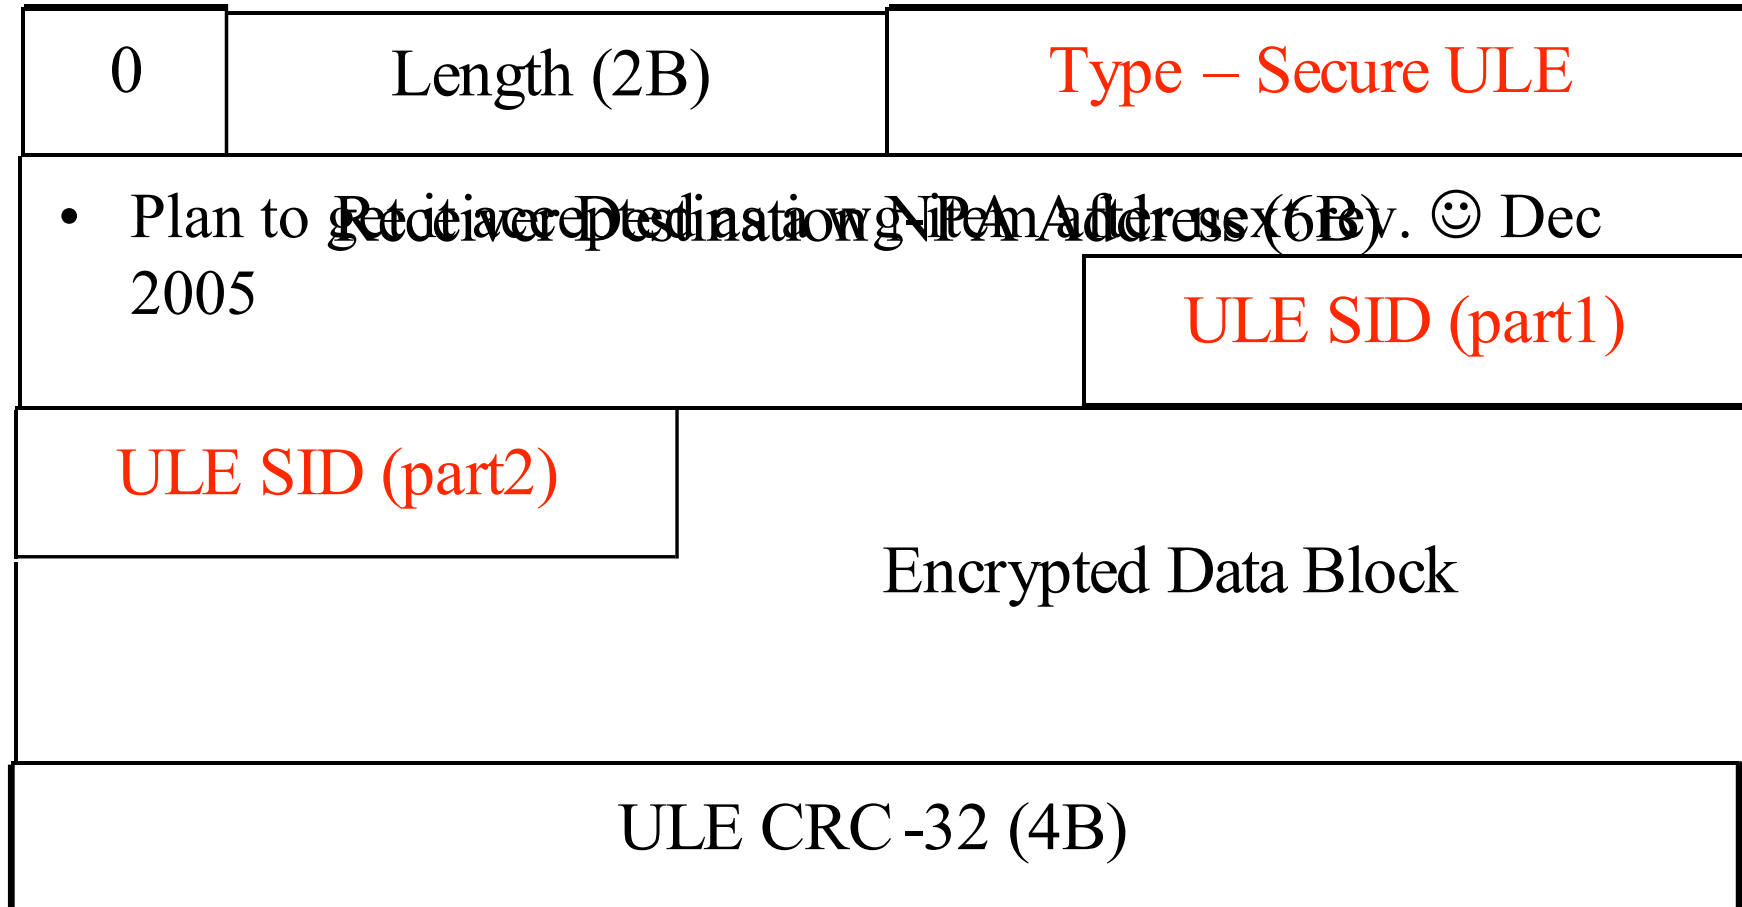 0
Length (2B)
Type – Secure ULE
• Plan to get it accepted as a wg-item after next rev. ☺ Dec
2005
Receiver Destination NPA Address (6B)
ULE SID (part1)
ULE SID (part2)
Encrypted Data Block
ULE CRC-32 (4B)